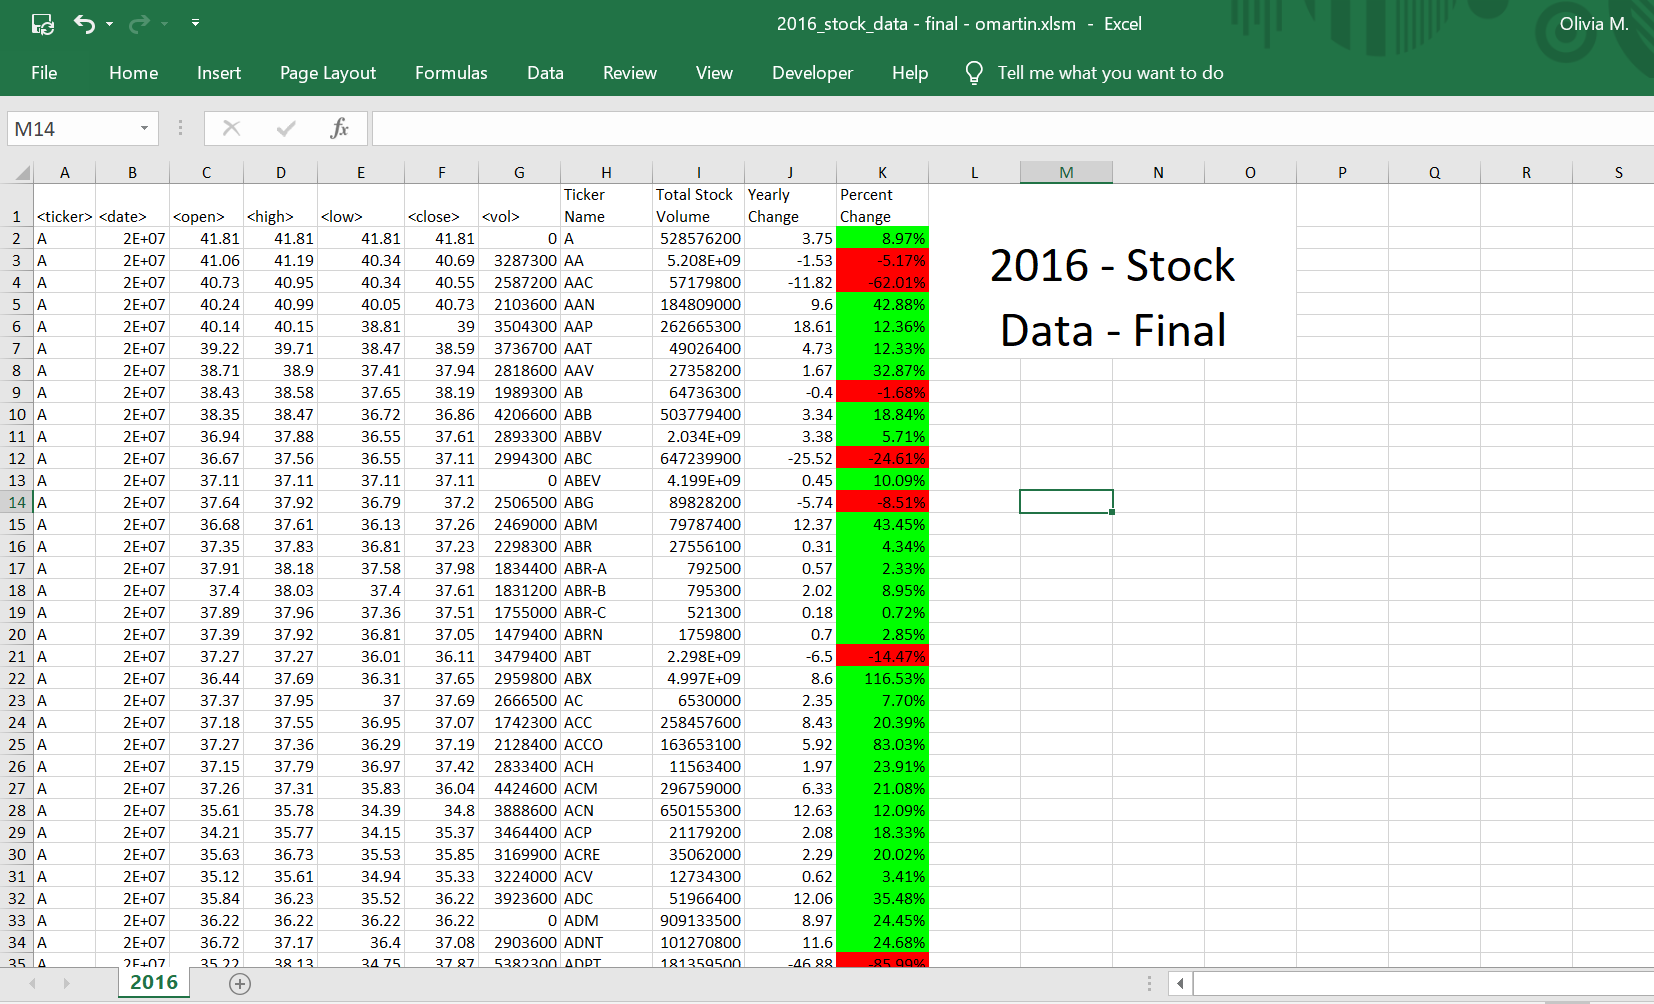 2016_stock_data - final - omartin.xlsm - Excel Olivia M.
File Home Insert Page Layout Formulas Data Review View Developer Help Tell me what you want to do
M14 fx
A B C D E F G H I J K L M N O P Q R S
Ticker Total Stock Yearly Percent
1 <ticker> <date> <open> <high> <low> <close> <vol> Name Volume Change Change
2 A 2E+07 41.81 41.81 41.81 41.81 0 A 528576200 3.75 8.97%
3 A 2E+07 41.06 41.19 40.34 40.69 3287300 AA 5.208E+09 -1.53 -5.17%
2016 - Stock
4 A 2E+07 40.73 40.95 40.34 40.55 2587200 AAC 57179800 -11.82 -62.01%
5 A 2E+07 40.24 40.99 40.05 40.73 2103600 AAN 184809000 9.6 42.88%
6 A 2E+07 40.14 40.15 38.81 39 3504300 AAP 262665300 18.61 12.36%
Data - Final
7 A 2E+07 39.22 39.71 38.47 38.59 3736700 AAT 49026400 4.73 12.33%
8 A 2E+07 38.71 38.9 37.41 37.94 2818600 AAV 27358200 1.67 32.87%
9 A 2E+07 38.43 38.58 37.65 38.19 1989300 AB 64736300 -0.4 -1.68%
10 A 2E+07 38.35 38.47 36.72 36.86 4206600 ABB 503779400 3.34 18.84%
11 A 2E+07 36.94 37.88 36.55 37.61 2893300 ABBV 2.034E+09 3.38 5.71%
12 A 2E+07 36.67 37.56 36.55 37.11 2994300 ABC 647239900 -25.52 -24.61%
13 A 2E+07 37.11 37.11 37.11 37.11 0 ABEV 4.199E+09 0.45 10.09%
14 A 2E+07 37.64 37.92 36.79 37.2 2506500 ABG 89828200 -5.74 -8.51%
15 A 2E+07 36.68 37.61 36.13 37.26 2469000 ABM 79787400 12.37 43.45%
16 A 2E+07 37.35 37.83 36.81 37.23 2298300 ABR 27556100 0.31 4.34%
17 A 2E+07 37.91 38.18 37.58 37.98 1834400 ABR-A 792500 0.57 2.33%
18 A 2E+07 37.4 38.03 37.4 37.61 1831200 ABR-B 795300 2.02 8.95%
19 A 2E+07 37.89 37.96 37.36 37.51 1755000 ABR-C 521300 0.18 0.72%
20 A 2E+07 37.39 37.92 36.81 37.05 1479400 ABRN 1759800 0.7 2.85%
21 A 2E+07 37.27 37.27 36.01 36.11 3479400 ABT 2.298E+09 -6.5 -14.47%
22 A 2E+07 36.44 37.69 36.31 37.65 2959800 ABX 4.997E+09 8.6 116.53%
23 A 2E+07 37.37 37.95 37 37.69 2666500 AC 6530000 2.35 7.70%
24 A 2E+07 37.18 37.55 36.95 37.07 1742300 ACC 258457600 8.43 20.39%
25 A 2E+07 37.27 37.36 36.29 37.19 2128400 ACCO 163653100 5.92 83.03%
26 A 2E+07 37.15 37.79 36.97 37.42 2833400 ACH 11563400 1.97 23.91%
27 A 2E+07 37.26 37.31 35.83 36.04 4424600 ACM 296759000 6.33 21.08%
28 A 2E+07 35.61 35.78 34.39 34.8 3888600 ACN 650155300 12.63 12.09%
29 A 2E+07 34.21 35.77 34.15 35.37 3464400 ACP 21179200 2.08 18.33%
30 A 2E+07 35.63 36.73 35.53 35.85 3169900 ACRE 35062000 2.29 20.02%
31 A 2E+07 35.12 35.61 34.94 35.33 3224000 ACV 12734300 0.62 3.41%
32 A 2E+07 35.84 36.23 35.52 36.22 3923600 ADC 51966400 12.06 35.48%
33 A 2E+07 36.22 36.22 36.22 36.22 0 ADM 909133500 8.97 24.45%
34 A 2E+07 36.72 37.17 36.4 37.08 2903600 ADNT 101270800 11.6 24.68%
35 A 2E+07 35.22 38.13 34.75 37.87 5382300 ADPT 181359500 -46.88 -85.99%
2016